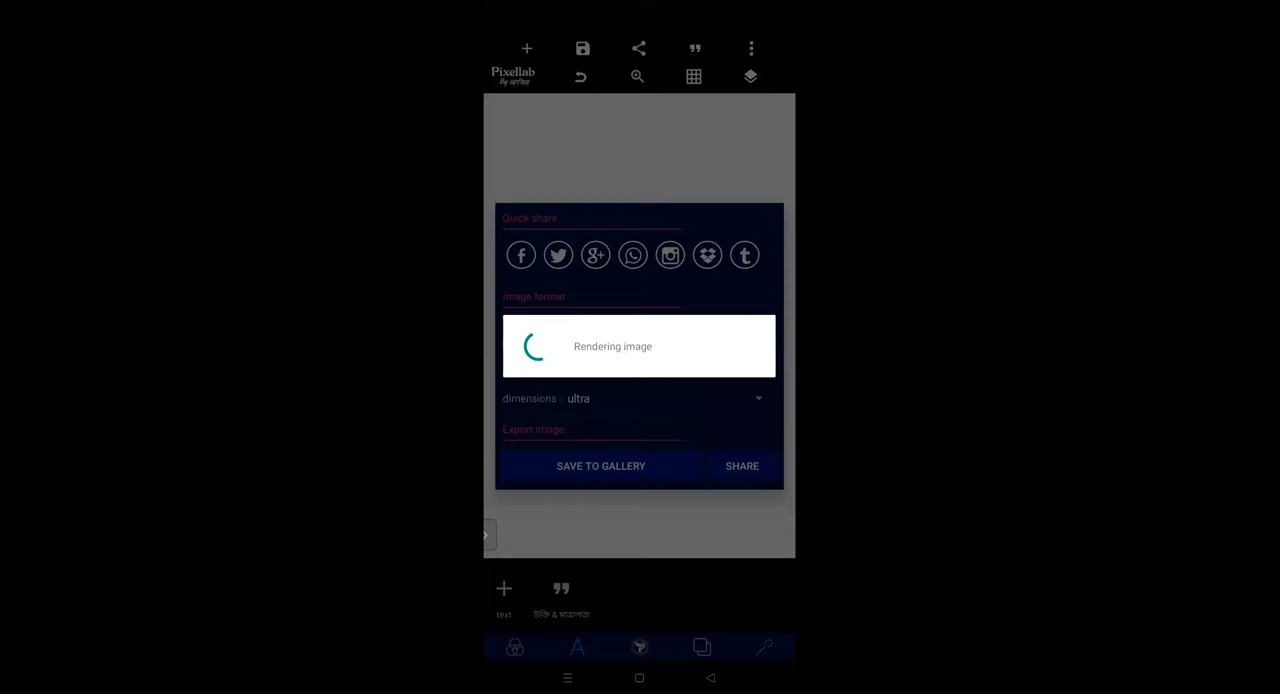 Pixellab
Quick share
Image format
Rendering image
dimensions : ultra
Export image
SAVE TO GALLERY SHARE
text